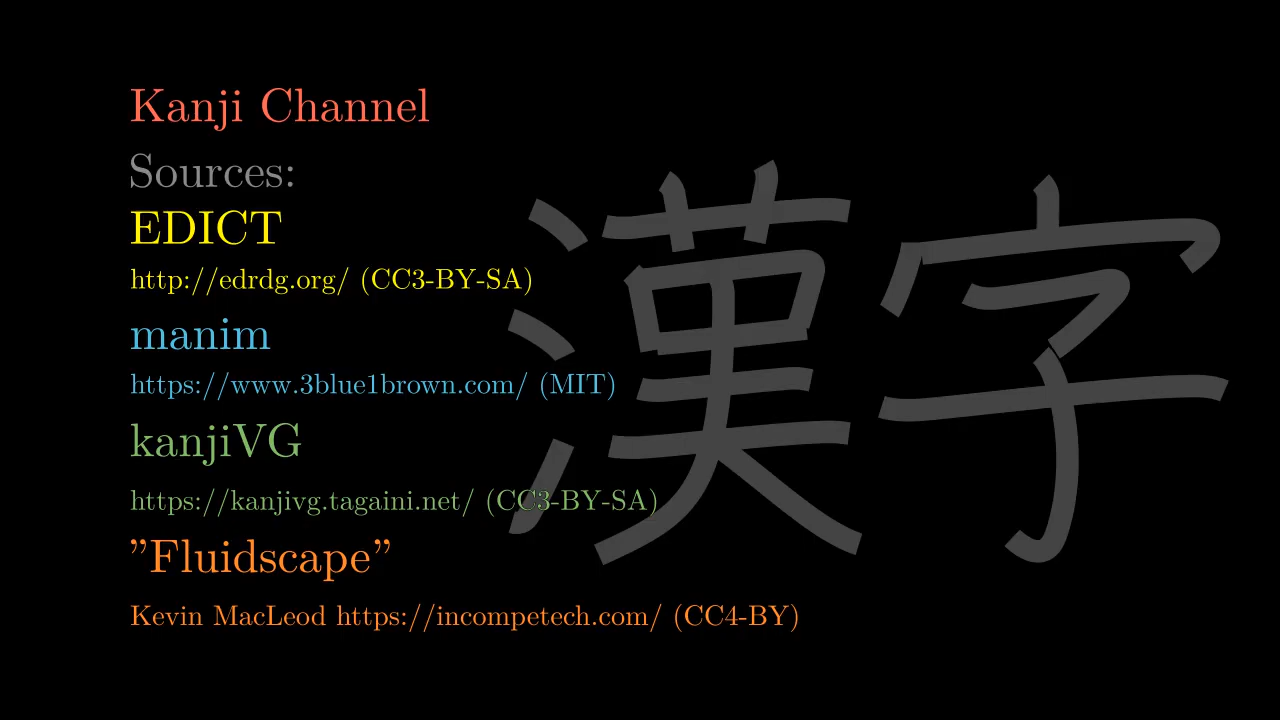 Kanji Channel
Sources:
EDICT
http://edrdg.org/ (CC3-BY-SA)
manim
https://www.3blue1brown.com/ (MIT)
kanjiVG
https://kanjivg.tagaini.net/ (CC3-BY-SA)
”Fluidscape”
Kevin MacLeod https://incompetech.com/ (CC4-BY)
漢字